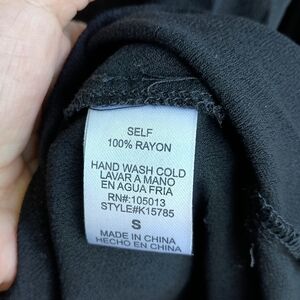 SELF
100% RAYON
HAND WASH COLD
LAVAR A MANO
EN AGUA FRIA
RN#:105013
STYLE#K15785
S
MADE IN CHINA
HECHO EN CHINA